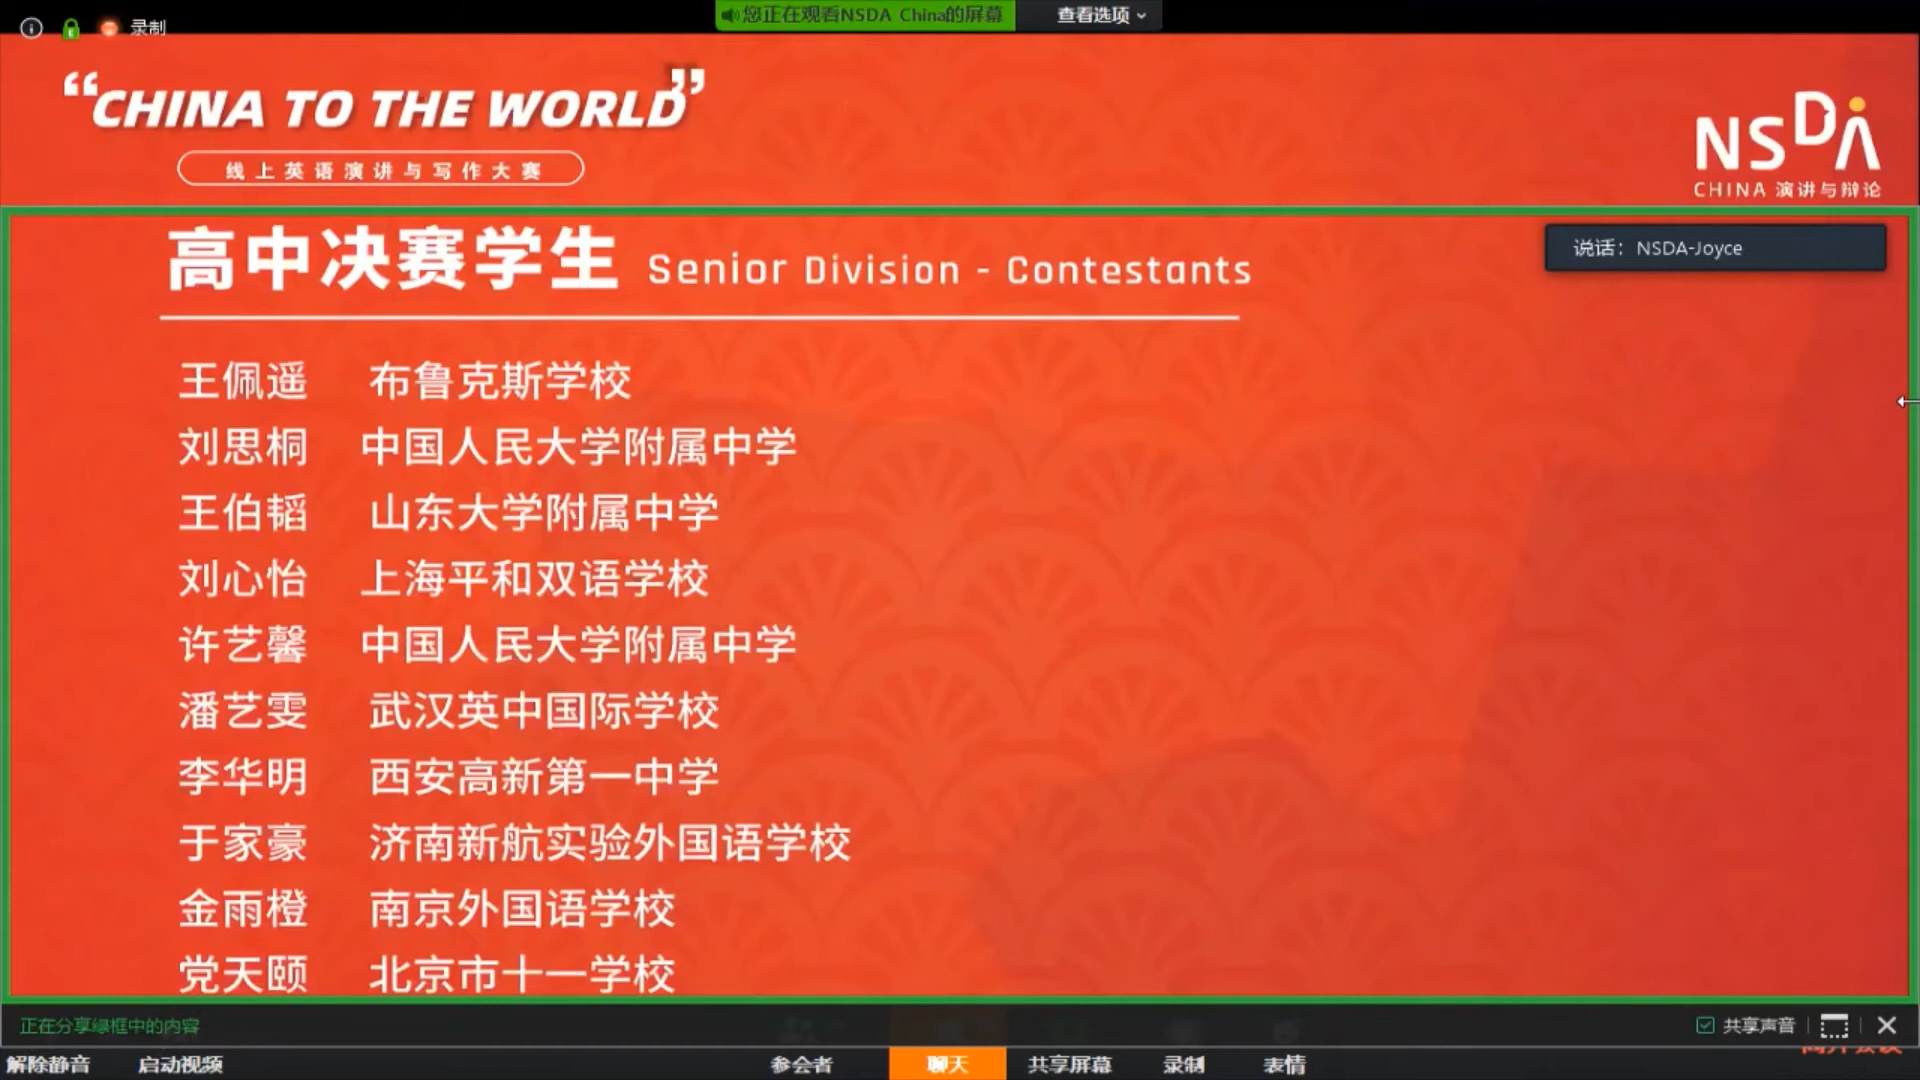 录制
您正在观看NSDA China的屏幕
查看选项
“CHINA TO THE WORLD”
线上英语演讲与写作大赛
NSDA
CHINA 演讲与辩论
高中决赛学生 Senior Division - Contestants
说话: NSDA-Joyce
王佩遥 布鲁克斯学校
刘思桐 中国人民大学附属中学
王伯韬 山东大学附属中学
刘心怡 上海平和双语学校
许艺馨 中国人民大学附属中学
潘艺雯 武汉英中国际学校
李华明 西安高新第一中学
于家豪 济南新航实验外国语学校
金雨橙 南京外国语学校
党天颐 北京市十一学校
正在分享绿框中的内容
共享声音
解除静音 启动视频 参会者 聊天 共享屏幕 录制 表情